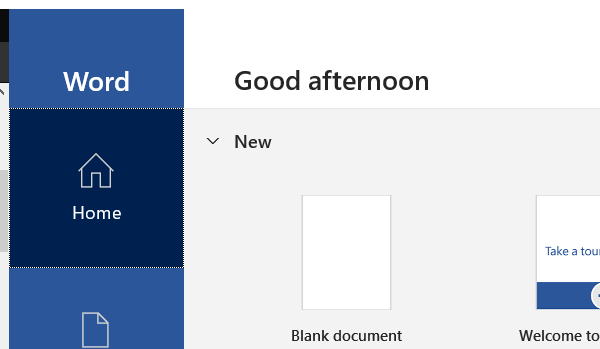 Word
Good afternoon
New
Home
Take a tour
Blank document
Welcome to